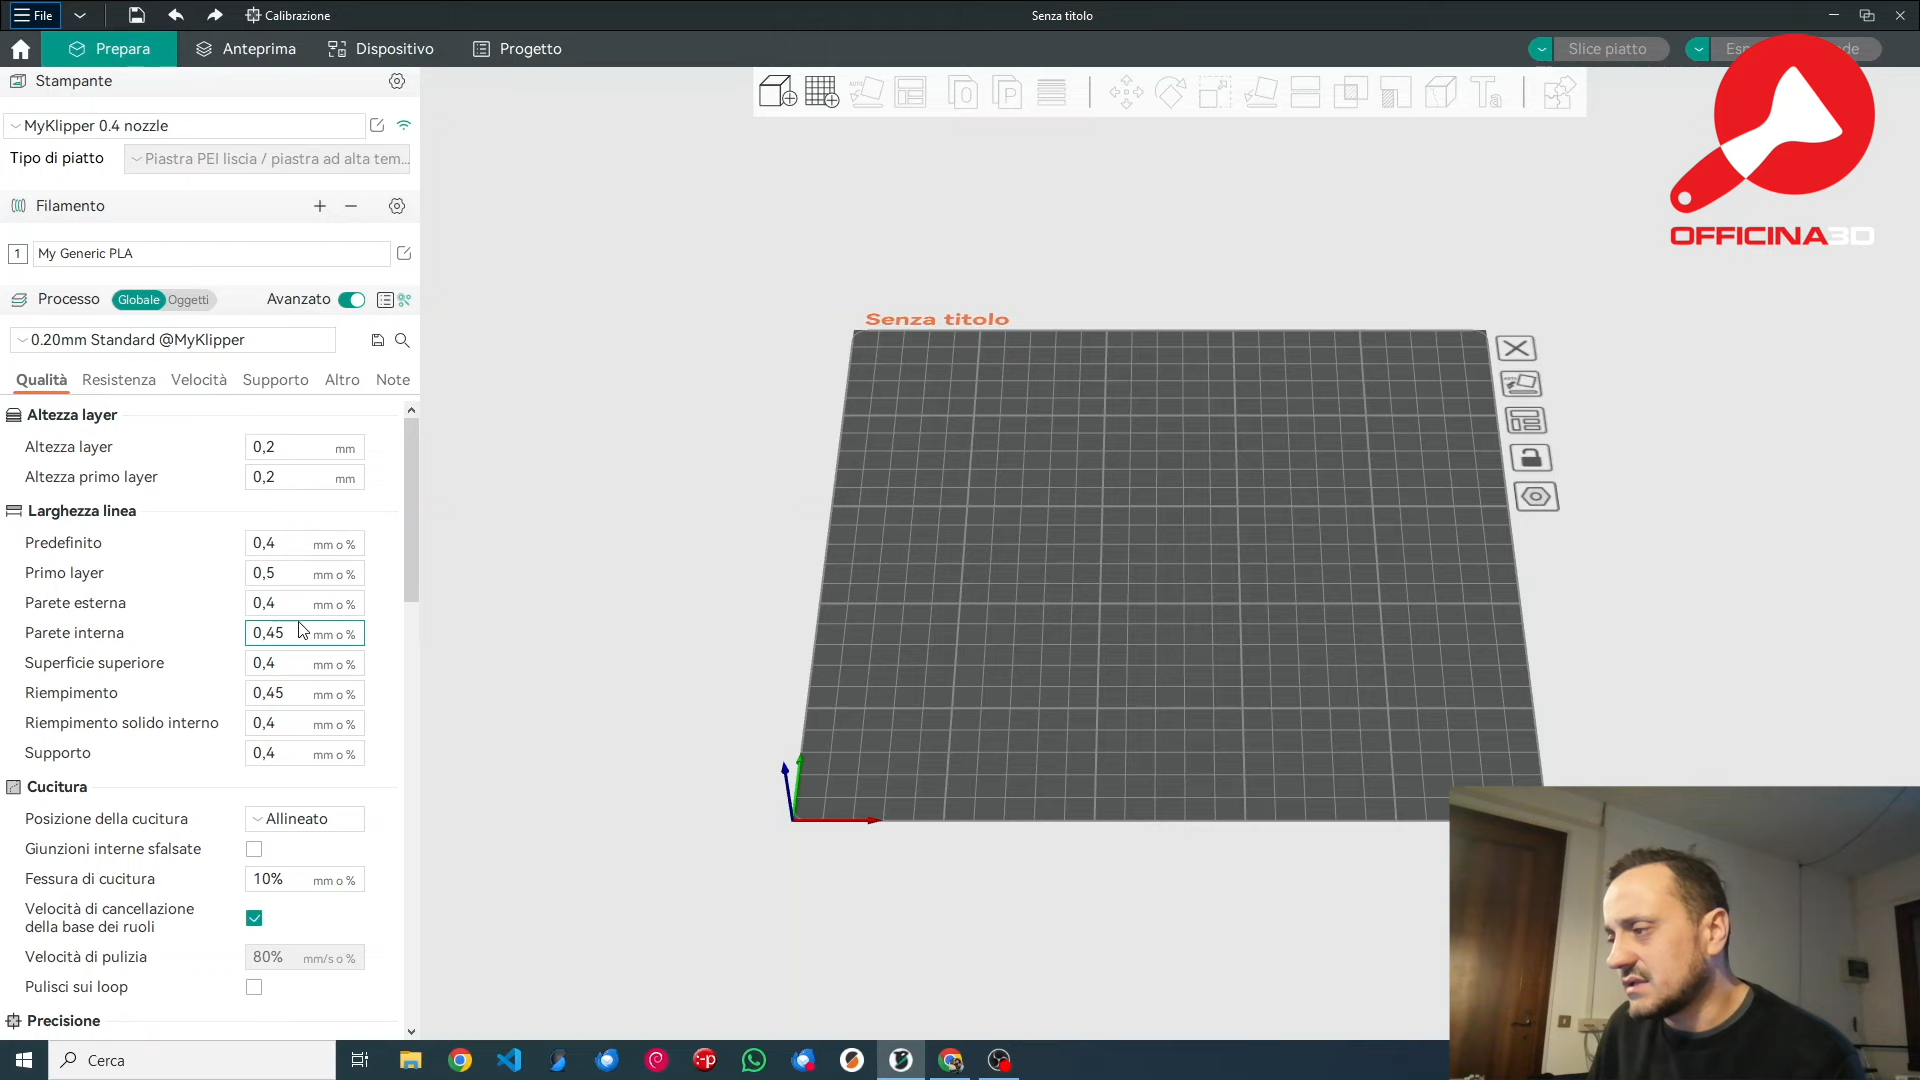 File
Calibrazione
Senza titolo
Prepara
Anteprima
Dispositivo
Progetto
Slice piatto
Stampante
MyKlipper 0.4 nozzle
Tipo di piatto
Piastra PEI liscia / piastra ad alta tem...
Filamento
1
My Generic PLA
Processo
Globale
Oggetti
Avanzato
0.20mm Standard @MyKlipper
Qualità
Resistenza
Velocità
Supporto
Altro
Note
Altezza layer
Altezza layer 0,2 mm
Altezza primo layer 0,2 mm
Larghezza linea
Predefinito 0,4 mm o %
Primo layer 0,5 mm o %
Parete esterna 0,4 mm o %
Parete interna 0,45 mm o %
Superficie superiore 0,4 mm o %
Riempimento 0,45 mm o %
Riempimento solido interno 0,4 mm o %
Supporto 0,4 mm o %
Cucitura
Posizione della cucitura Allineato
Giunzioni interne sfalsate
Fessura di cucitura 10% mm o %
Velocità di cancellazione
della base dei ruoli
Velocità di pulizia 80% mm/s o %
Pulisci sui loop
Precisione
Senza titolo
OFFICINA3D
Cerca